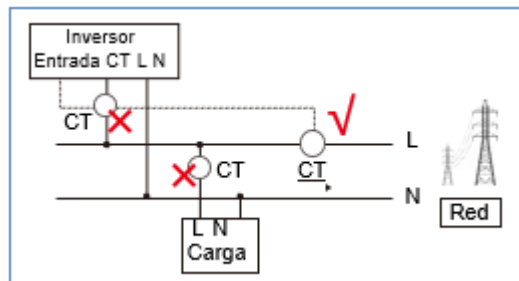 Inversor
Entrada CT L N
CT
L
CT
CT
N
Red
L N
Carga